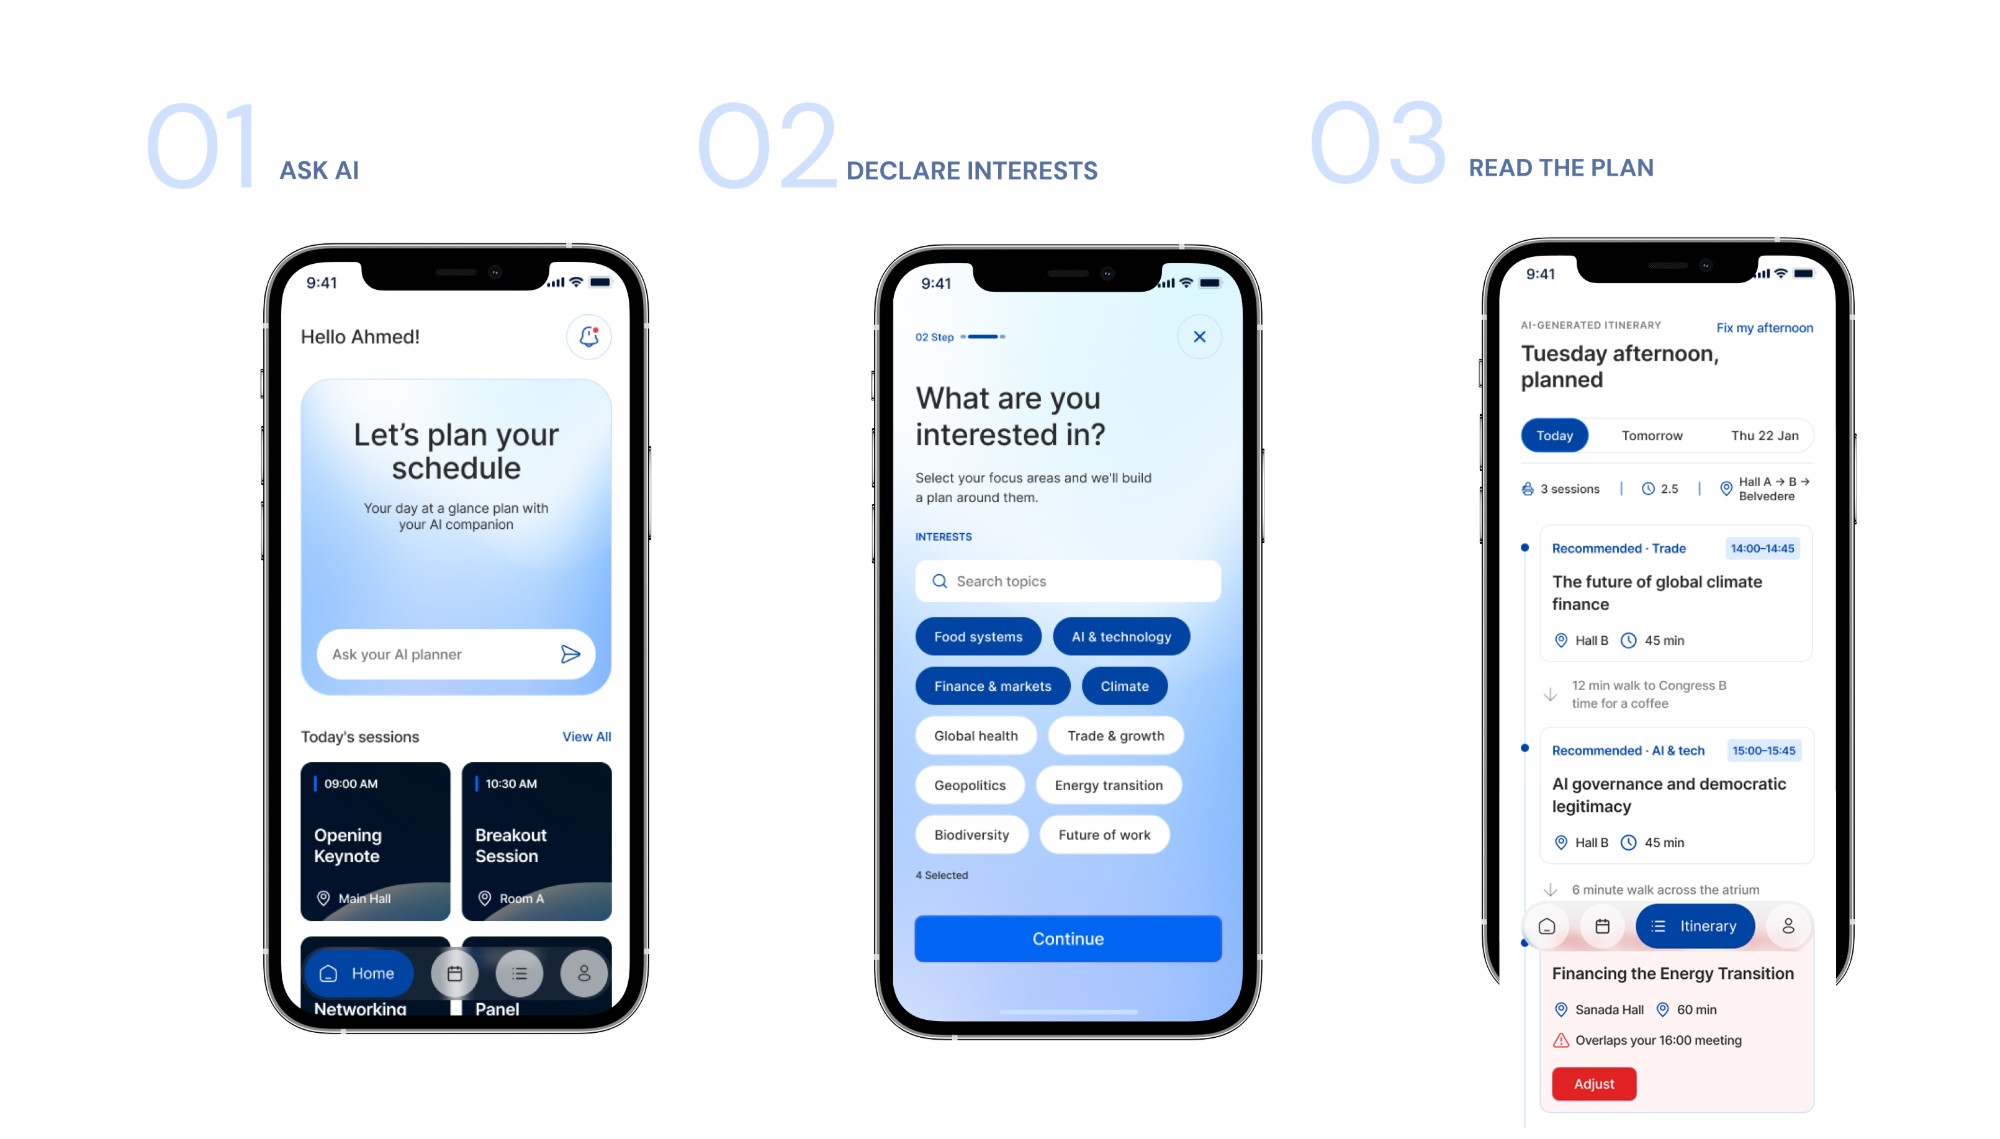 01 ASK AI
9:41
Hello Ahmed!
Let's plan your
schedule
Your day at a glance plan with
your AI companion
Ask your AI planner
Today's sessions View All
09:00 AM
Opening
Keynote
Main Hall
10:30 AM
Breakout
Session
Room A
Home
Networking
Panel
02 DECLARE INTERESTS
9:41
02 Step
What are you
interested in?
Select your focus areas and we'll build
a plan around them.
INTERESTS
Search topics
Food systems AI & technology
Finance & markets Climate
Global health Trade & growth
Geopolitics Energy transition
Biodiversity Future of work
4 Selected
Continue
03 READ THE PLAN
9:41
AI-GENERATED ITINERARY Fix my afternoon
Tuesday afternoon,
planned
Today Tomorrow Thu 22 Jan
3 sessions | 2.5 | Hall A → B →
Belvedere
Recommended · Trade 14:00–14:45
The future of global climate
finance
Hall B 45 min
12 min walk to Congress B
time for a coffee
Recommended · AI & tech 15:00–15:45
AI governance and democratic
legitimacy
Hall B 45 min
6 minute walk across the atrium
Itinerary
Financing the Energy Transition
Sanada Hall 60 min
Overlaps your 16:00 meeting
Adjust